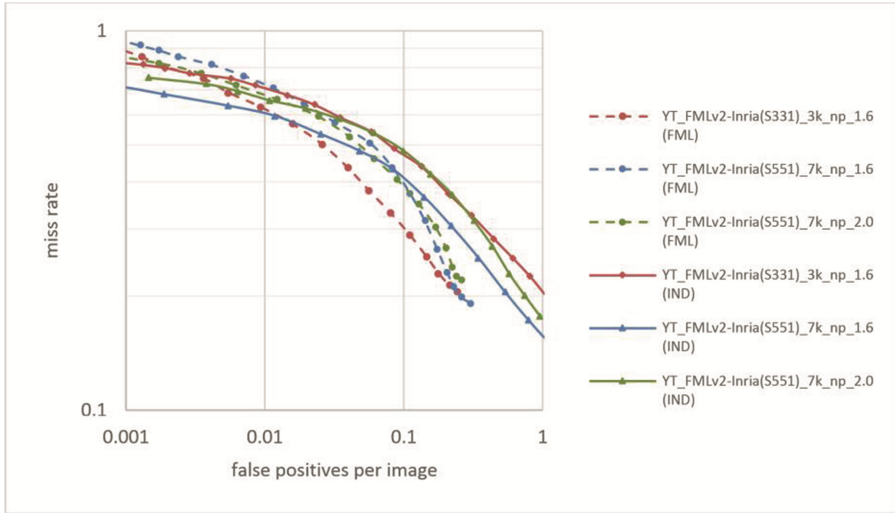 1
0.1
miss rate
0.001
0.01
0.1
1
false positives per image
YT_FMLv2-Inria(S331)_3k_np_1.6
(FML)
YT_FMLv2-Inria(S551)_7k_np_1.6
(FML)
YT_FMLv2-Inria(S551)_7k_np_2.0
(FML)
YT_FMLv2-Inria(S331)_3k_np_1.6
(IND)
YT_FMLv2-Inria(S551)_7k_np_1.6
(IND)
YT_FMLv2-Inria(S551)_7k_np_2.0
(IND)